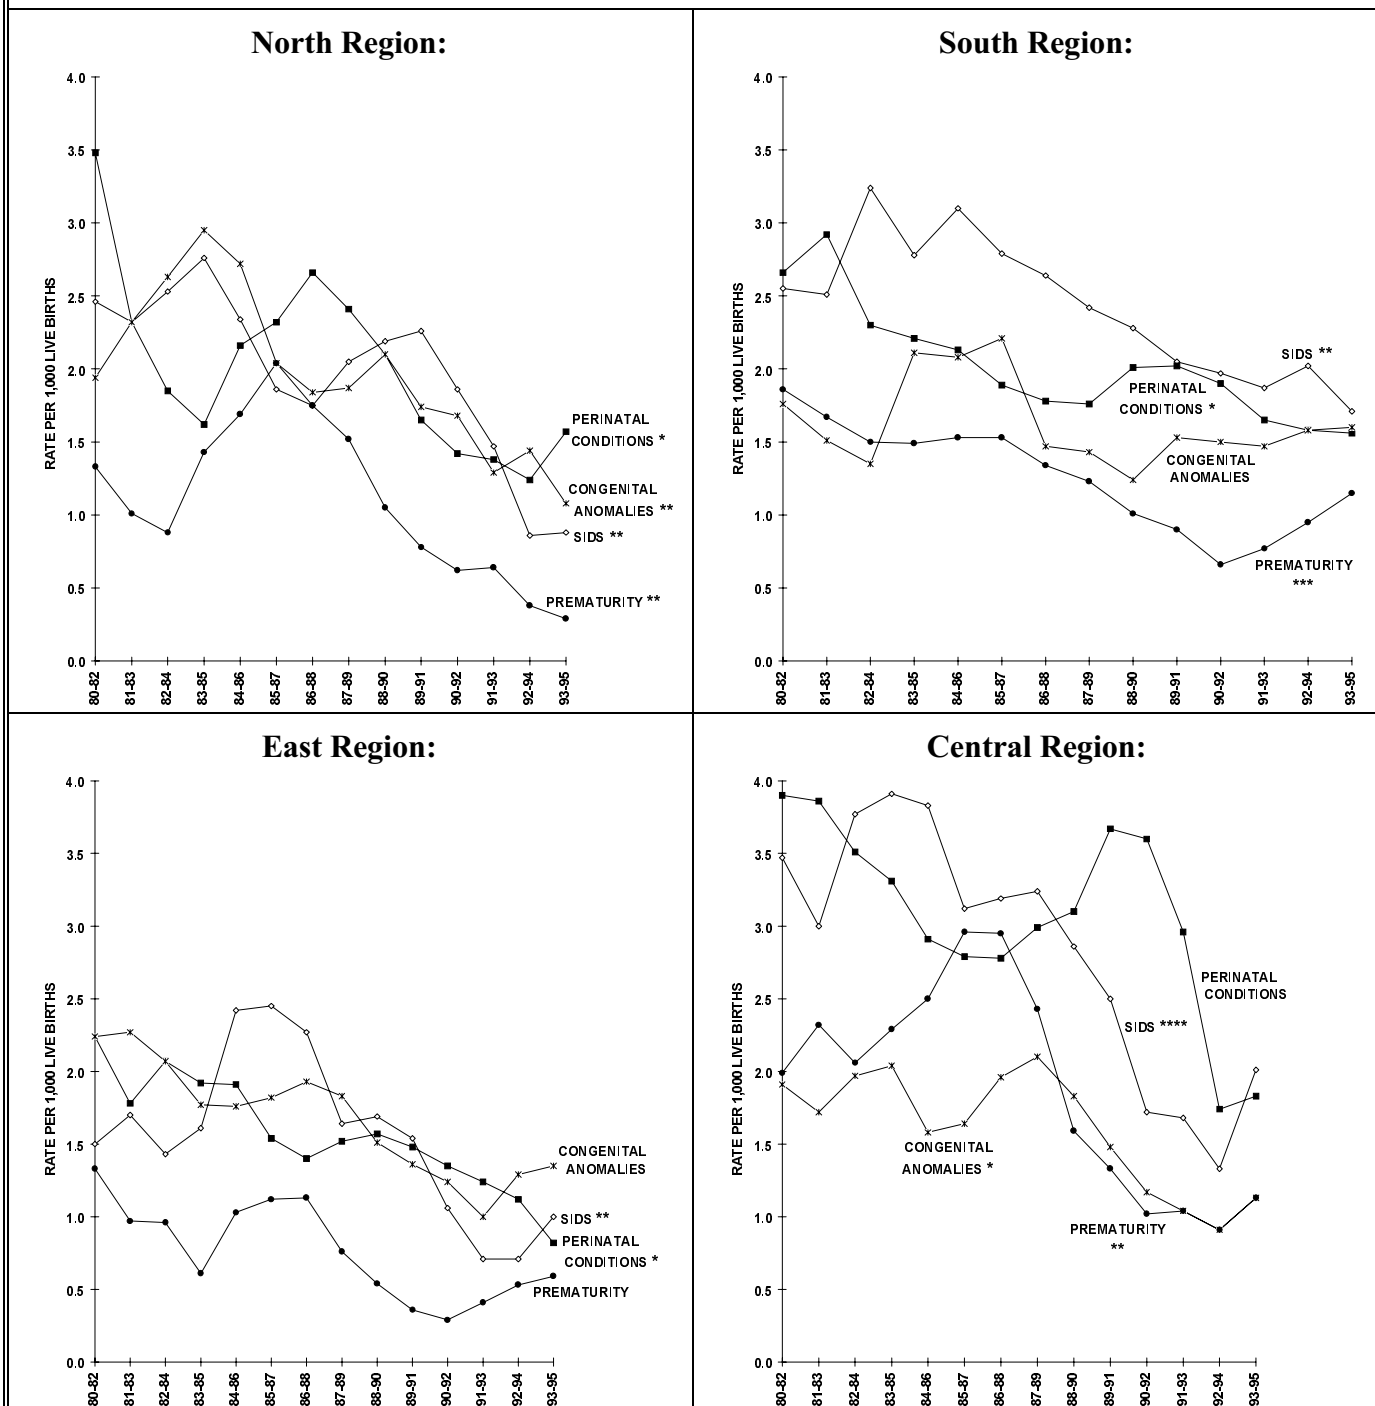 North Region:
4.0
3.5
3.0
2.5
2.0
1.5
1.0
0.5
0.0
RATE PER 1,000 LIVE BIRTHS
PERINATAL
CONDITIONS *
CONGENITAL
ANOMALIES **
SIDS **
PREMATURITY **
80-82
81-83
82-84
83-85
84-86
85-87
86-88
87-89
88-90
89-91
90-92
91-93
92-94
93-95
South Region:
4.0
3.5
3.0
2.5
2.0
1.5
1.0
0.5
0.0
RATE PER 1,000 LIVE BIRTHS
SIDS **
PERINATAL
CONDITIONS *
CONGENITAL
ANOMALIES
PREMATURITY
***
80-82
81-83
82-84
83-85
84-86
85-87
86-88
87-89
88-90
89-91
90-92
91-93
92-94
93-95
East Region:
4.0
3.5
3.0
2.5
2.0
1.5
1.0
0.5
0.0
RATE PER 1,000 LIVE BIRTHS
CONGENITAL
ANOMALIES
SIDS **
PERINATAL
CONDITIONS *
PREMATURITY
80-82
81-83
82-84
83-85
84-86
85-87
86-88
87-89
88-90
89-91
90-92
91-93
92-94
93-95
Central Region:
4.0
3.5
3.0
2.5
2.0
1.5
1.0
0.5
0.0
RATE PER 1,000 LIVE BIRTHS
PERINATAL
CONDITIONS
SIDS ****
CONGENITAL
ANOMALIES *
PREMATURITY
**
80-82
81-83
82-84
83-85
84-86
85-87
86-88
87-89
88-90
89-91
90-92
91-93
92-94
93-95